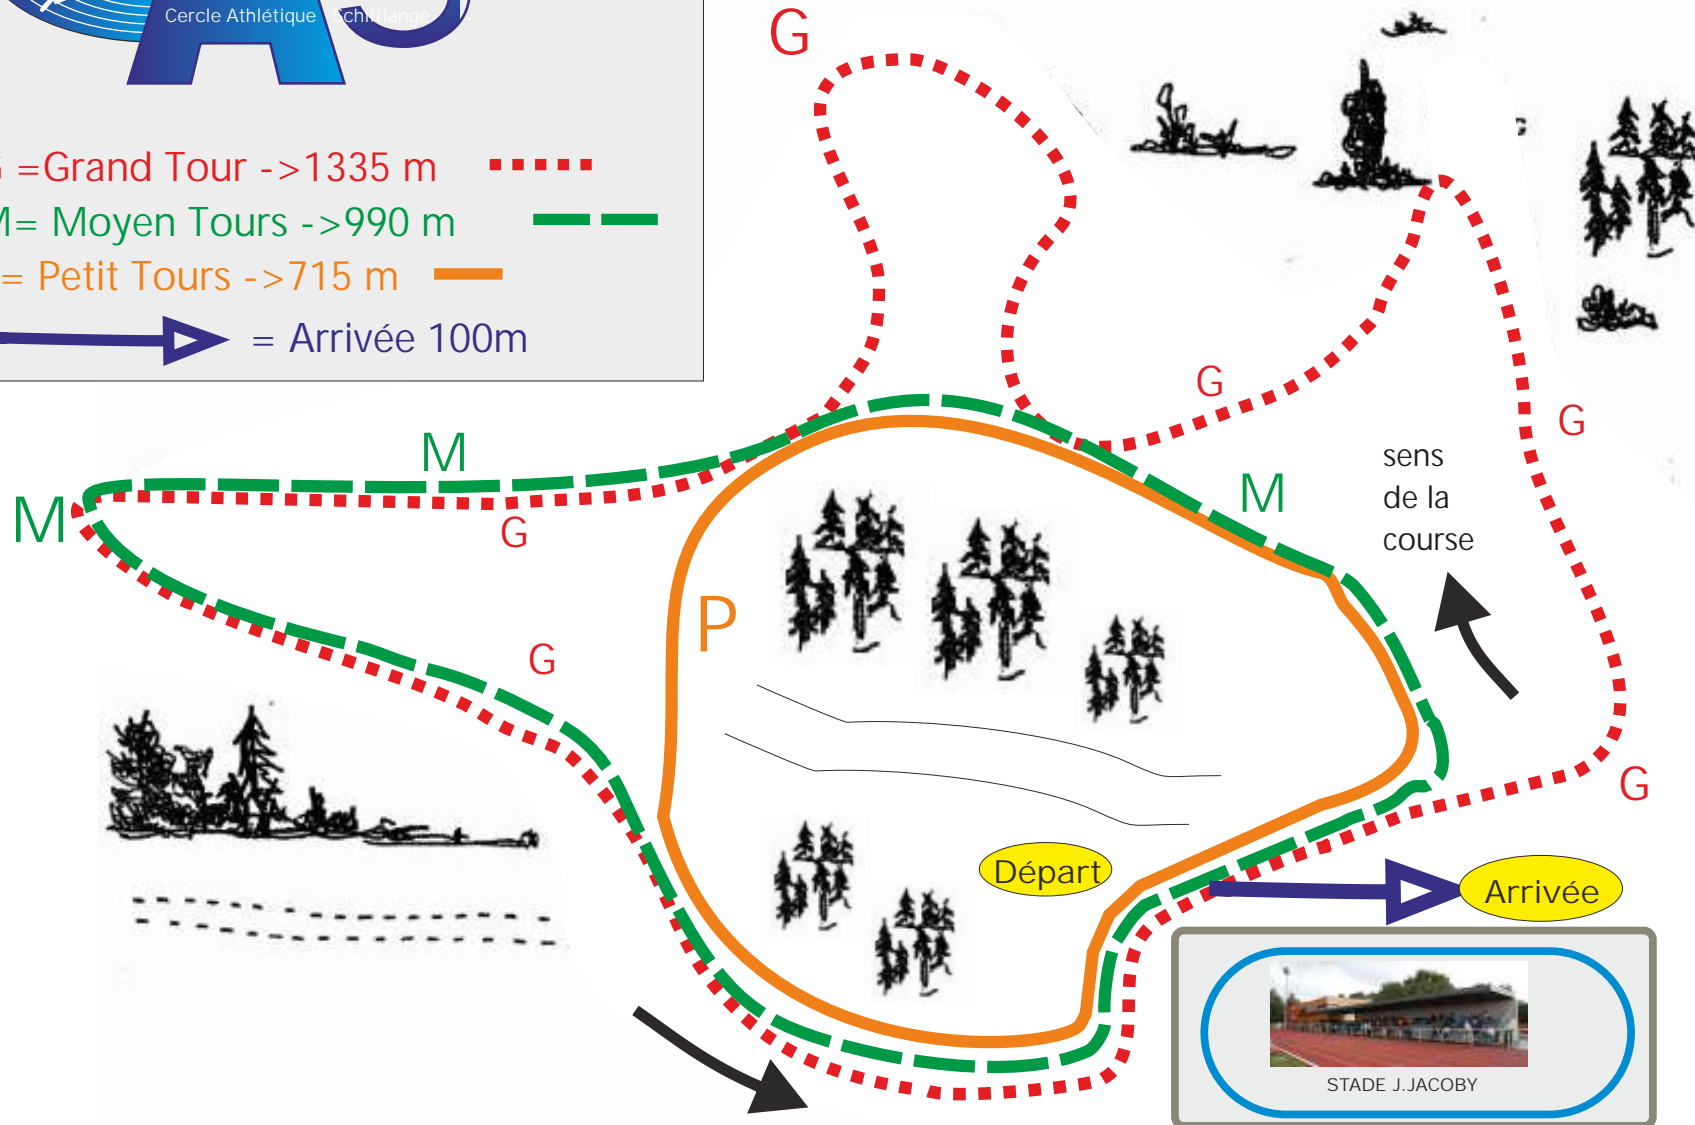 Cercle Athlétique Schifflange
G
G =Grand Tour ->1335 m
M= Moyen Tours ->990 m
= Petit Tours ->715 m
= Arrivée 100m
G
G
M
sens
de la
course
M
M
G
P
G
G
Départ
Arrivée
STADE J.JACOBY